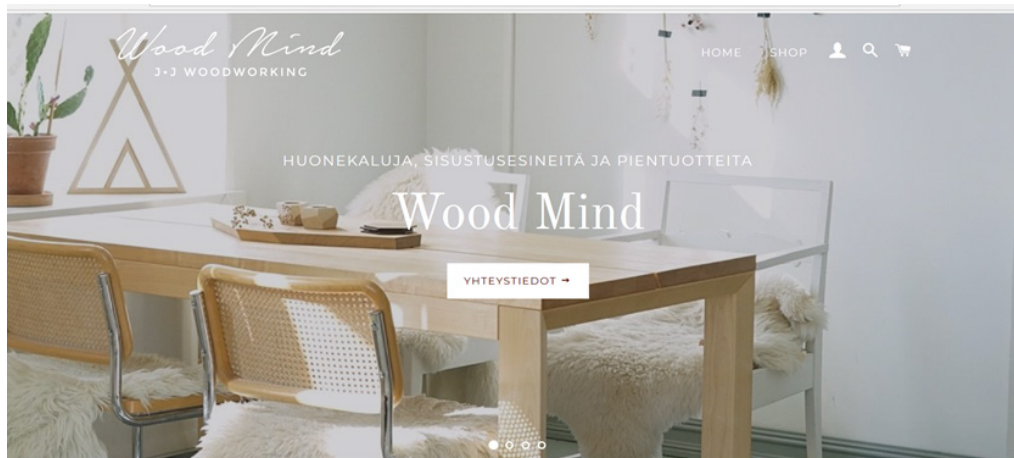 Wood Mind
J+J WOODWORKING
HOME SHOP
HUONEKALUJA, SISUSTUSESINEITÄ JA PIENTUOTTEITA
Wood Mind
YHTEYSTIEDOT →